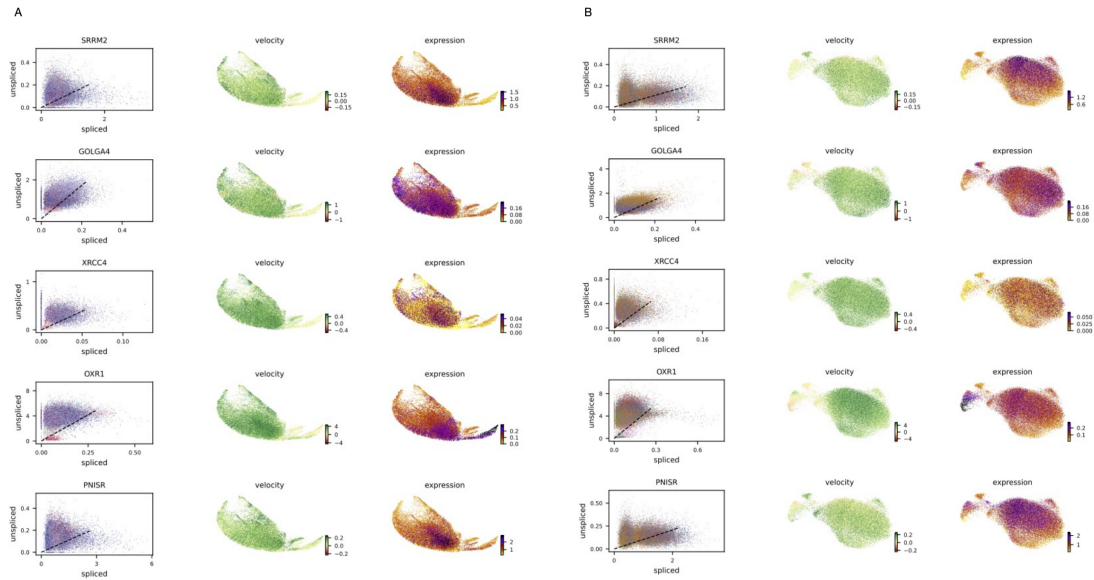 A
B
SRRM2 velocity expression
unspliced
0.4
0.2
0.0
0 2
spliced
0.15
0.00
−0.15
1.5
1.0
0.5
SRRM2 velocity expression
unspliced
0.4
0.2
0.0
0 1 2
spliced
0.15
0.00
−0.15
1.2
0.6
GOLGA4 velocity expression
unspliced
2
0
0.0 0.2 0.4
spliced
1
0
−1
0.16
0.08
0.00
GOLGA4 velocity expression
unspliced
4
2
0
0.0 0.2 0.4
spliced
1
0
−1
0.16
0.08
0.00
XRCC4 velocity expression
unspliced
1
0
0.00 0.05 0.10
spliced
0.4
0.0
−0.4
0.04
0.02
0.00
XRCC4 velocity expression
unspliced
0.8
0.4
0.0
0.00 0.08 0.16
spliced
0.4
0.0
−0.4
0.050
0.025
0.000
OXR1 velocity expression
unspliced
8
4
0
0.00 0.25 0.50
spliced
4
0
−4
0.2
0.1
0.0
OXR1 velocity expression
unspliced
8
4
0
0.0 0.3 0.6
spliced
4
0
−4
0.2
0.1
PNISR velocity expression
unspliced
0.4
0.2
0.0
0 3 6
spliced
0.2
0.0
−0.2
2
1
PNISR velocity expression
unspliced
0.50
0.25
0.00
0 2
spliced
0.2
0.0
−0.2
2
1